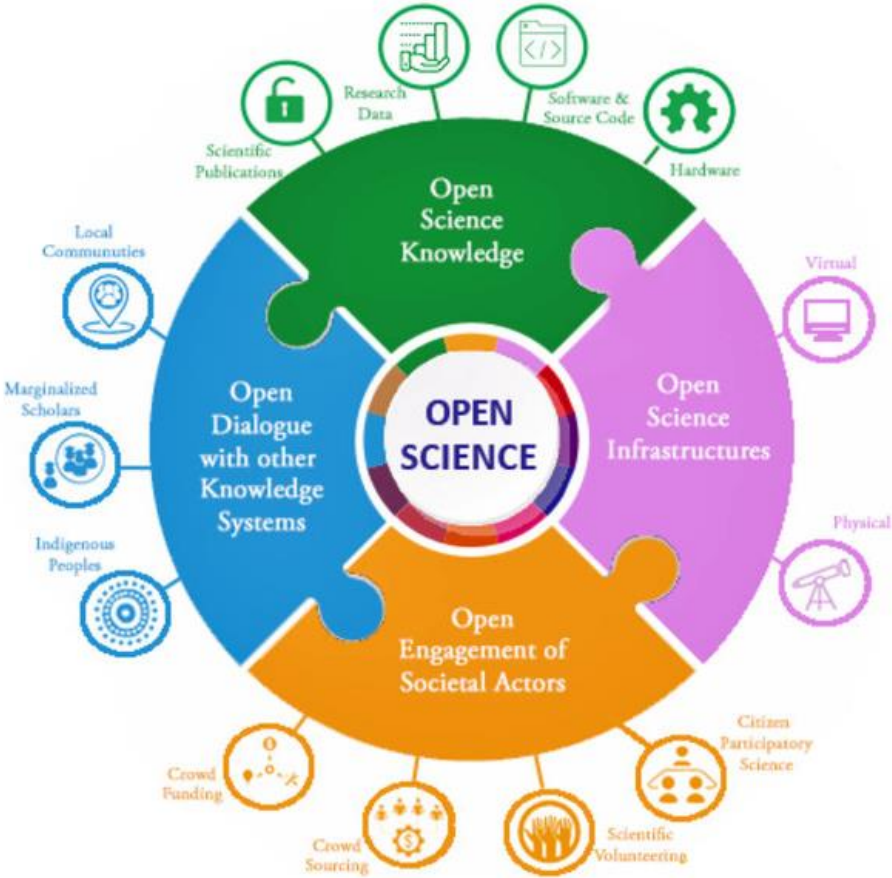 Research
Data
Software &
Source Code
Scientific
Publications
Hardware
Open
Science
Knowledge
Local
Communuties
Virtual
Marginalized
Scholars
Open
Dialogue
with other
Knowledge
Systems
OPEN
SCIENCE
Open
Science
Infrastructures
Indigenous
Peoples
Physical
Open
Engagement of
Societal Actors
Crowd
Funding
Crowd
Sourcing
Scientific
Volunteering
Citizen
Participatory
Science